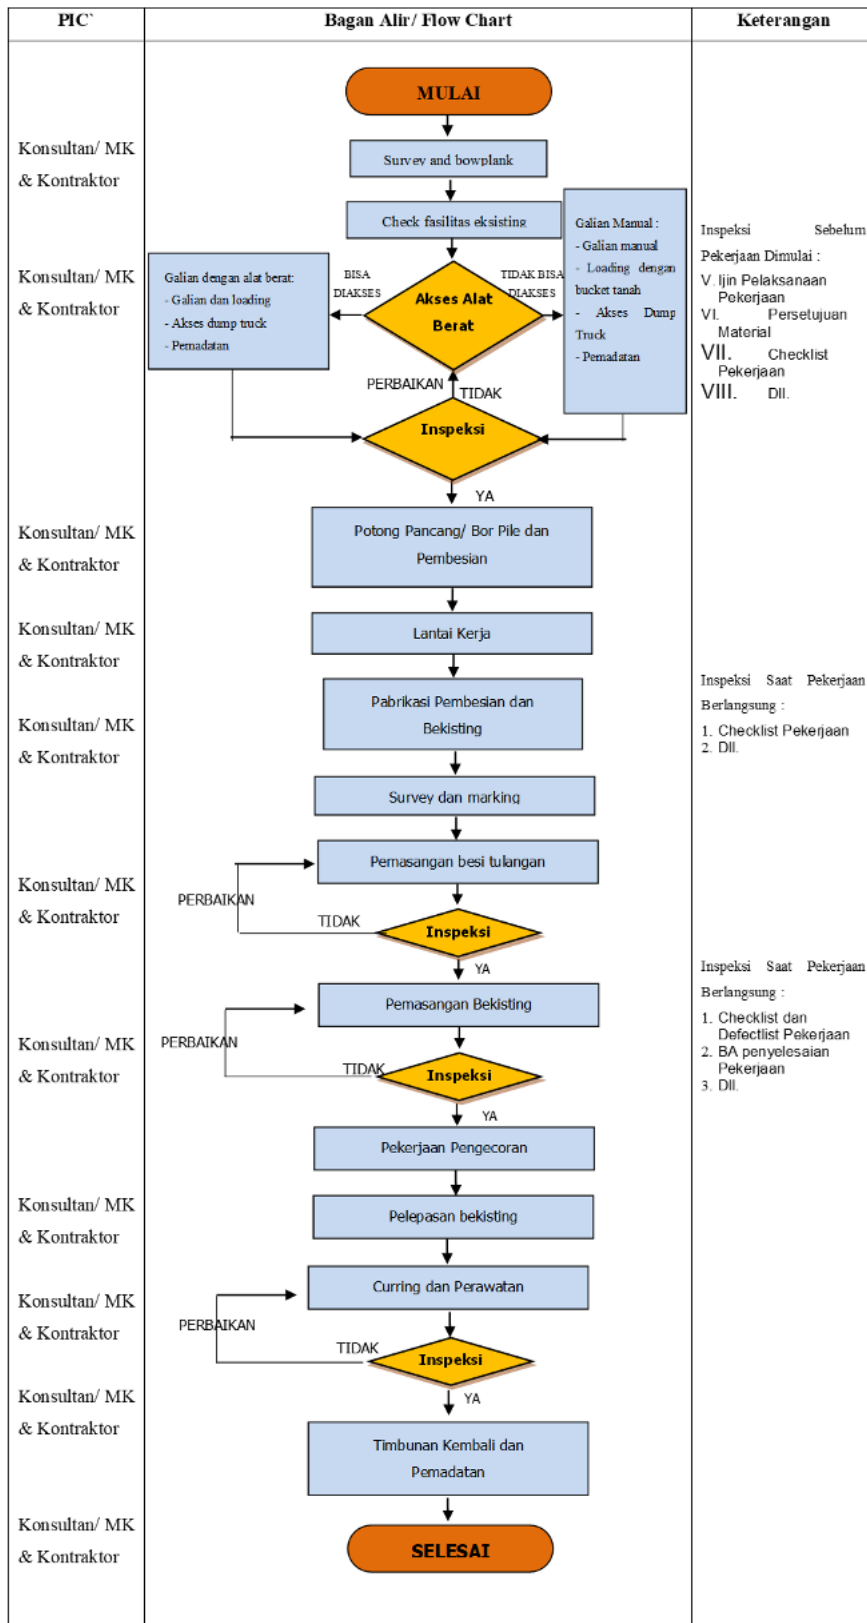 PIC`
Bagan Alir/ Flow Chart
Keterangan
MULAI
Konsultan/ MK
& Kontraktor
Survey and bowplank
Check fasilitas eksisting
Konsultan/ MK
& Kontraktor
Galian dengan alat berat:
- Galian dan loading
- Akses dump truck
- Pemadatan
BISA
DIAKSES
Akses Alat
Berat
TIDAK BISA
DIAKSES
Galian Manual :
- Galian manual
- Loading dengan
bucket tanah
- Akses Dump
Truck
- Pemadatan
Inspeksi Sebelum
Pekerjaan Dimulai :
V. Ijin Pelaksanaan
Pekerjaan
VI. Persetujuan
Material
VII. Checklist
Pekerjaan
VIII. Dll.
PERBAIKAN
TIDAK
Inspeksi
YA
Konsultan/ MK
& Kontraktor
Potong Pancang/ Bor Pile dan
Pembesian
Konsultan/ MK
& Kontraktor
Lantai Kerja
Konsultan/ MK
& Kontraktor
Pabrikasi Pembesian dan
Bekisting
Inspeksi Saat Pekerjaan
Berlangsung :
1. Checklist Pekerjaan
2. Dll.
Survey dan marking
Konsultan/ MK
& Kontraktor
Pemasangan besi tulangan
PERBAIKAN
TIDAK
Inspeksi
YA
Konsultan/ MK
& Kontraktor
Pemasangan Bekisting
PERBAIKAN
TIDAK
Inspeksi
YA
Inspeksi Saat Pekerjaan
Berlangsung :
1. Checklist dan
Defectlist Pekerjaan
2. BA penyelesaian
Pekerjaan
3. Dll.
Pekerjaan Pengecoran
Konsultan/ MK
& Kontraktor
Pelepasan bekisting
Konsultan/ MK
& Kontraktor
Curring dan Perawatan
PERBAIKAN
TIDAK
Inspeksi
YA
Konsultan/ MK
& Kontraktor
Timbunan Kembali dan
Pemadatan
Konsultan/ MK
& Kontraktor
SELESAI